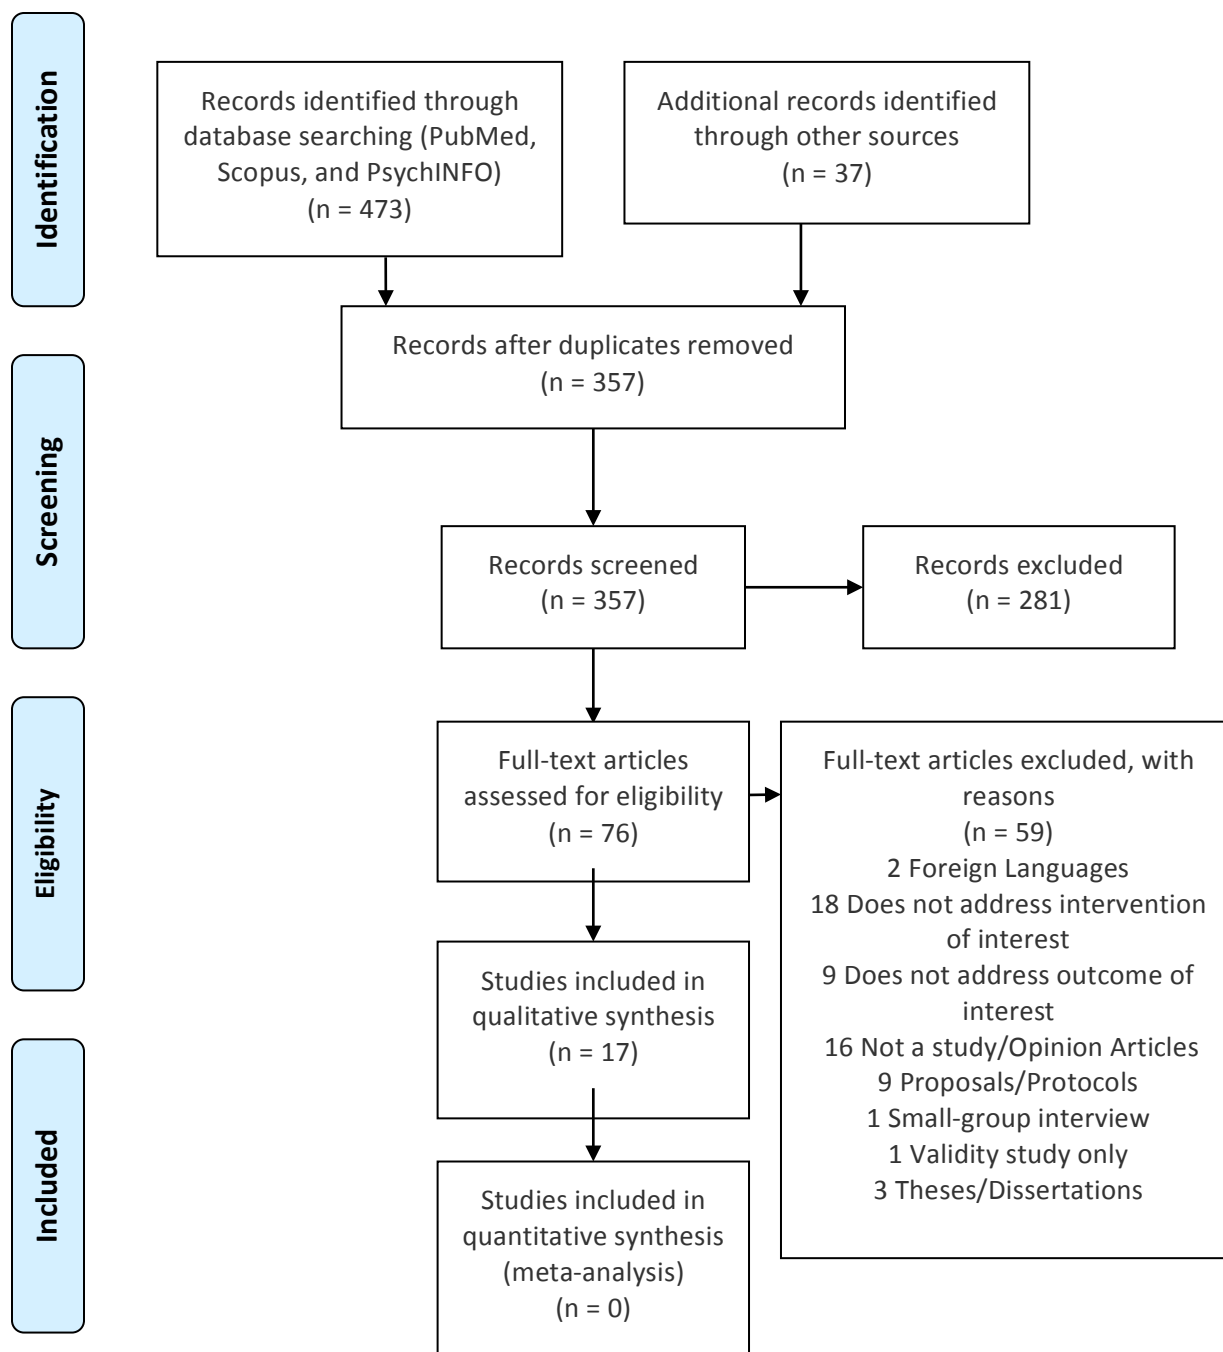 Identification
Records identified through
database searching (PubMed,
Scopus, and PsychINFO)
(n = 473)
Additional records identified
through other sources
(n = 37)
Records after duplicates removed
(n = 357)
Screening
Records screened
(n = 357)
Records excluded
(n = 281)
Eligibility
Full-text articles
assessed for eligibility
(n = 76)
Full-text articles excluded, with
reasons
(n = 59)
2 Foreign Languages
18 Does not address intervention
of interest
9 Does not address outcome of
interest
16 Not a study/Opinion Articles
9 Proposals/Protocols
1 Small-group interview
1 Validity study only
3 Theses/Dissertations
Studies included in
qualitative synthesis
(n = 17)
Included
Studies included in
quantitative synthesis
(meta-analysis)
(n = 0)